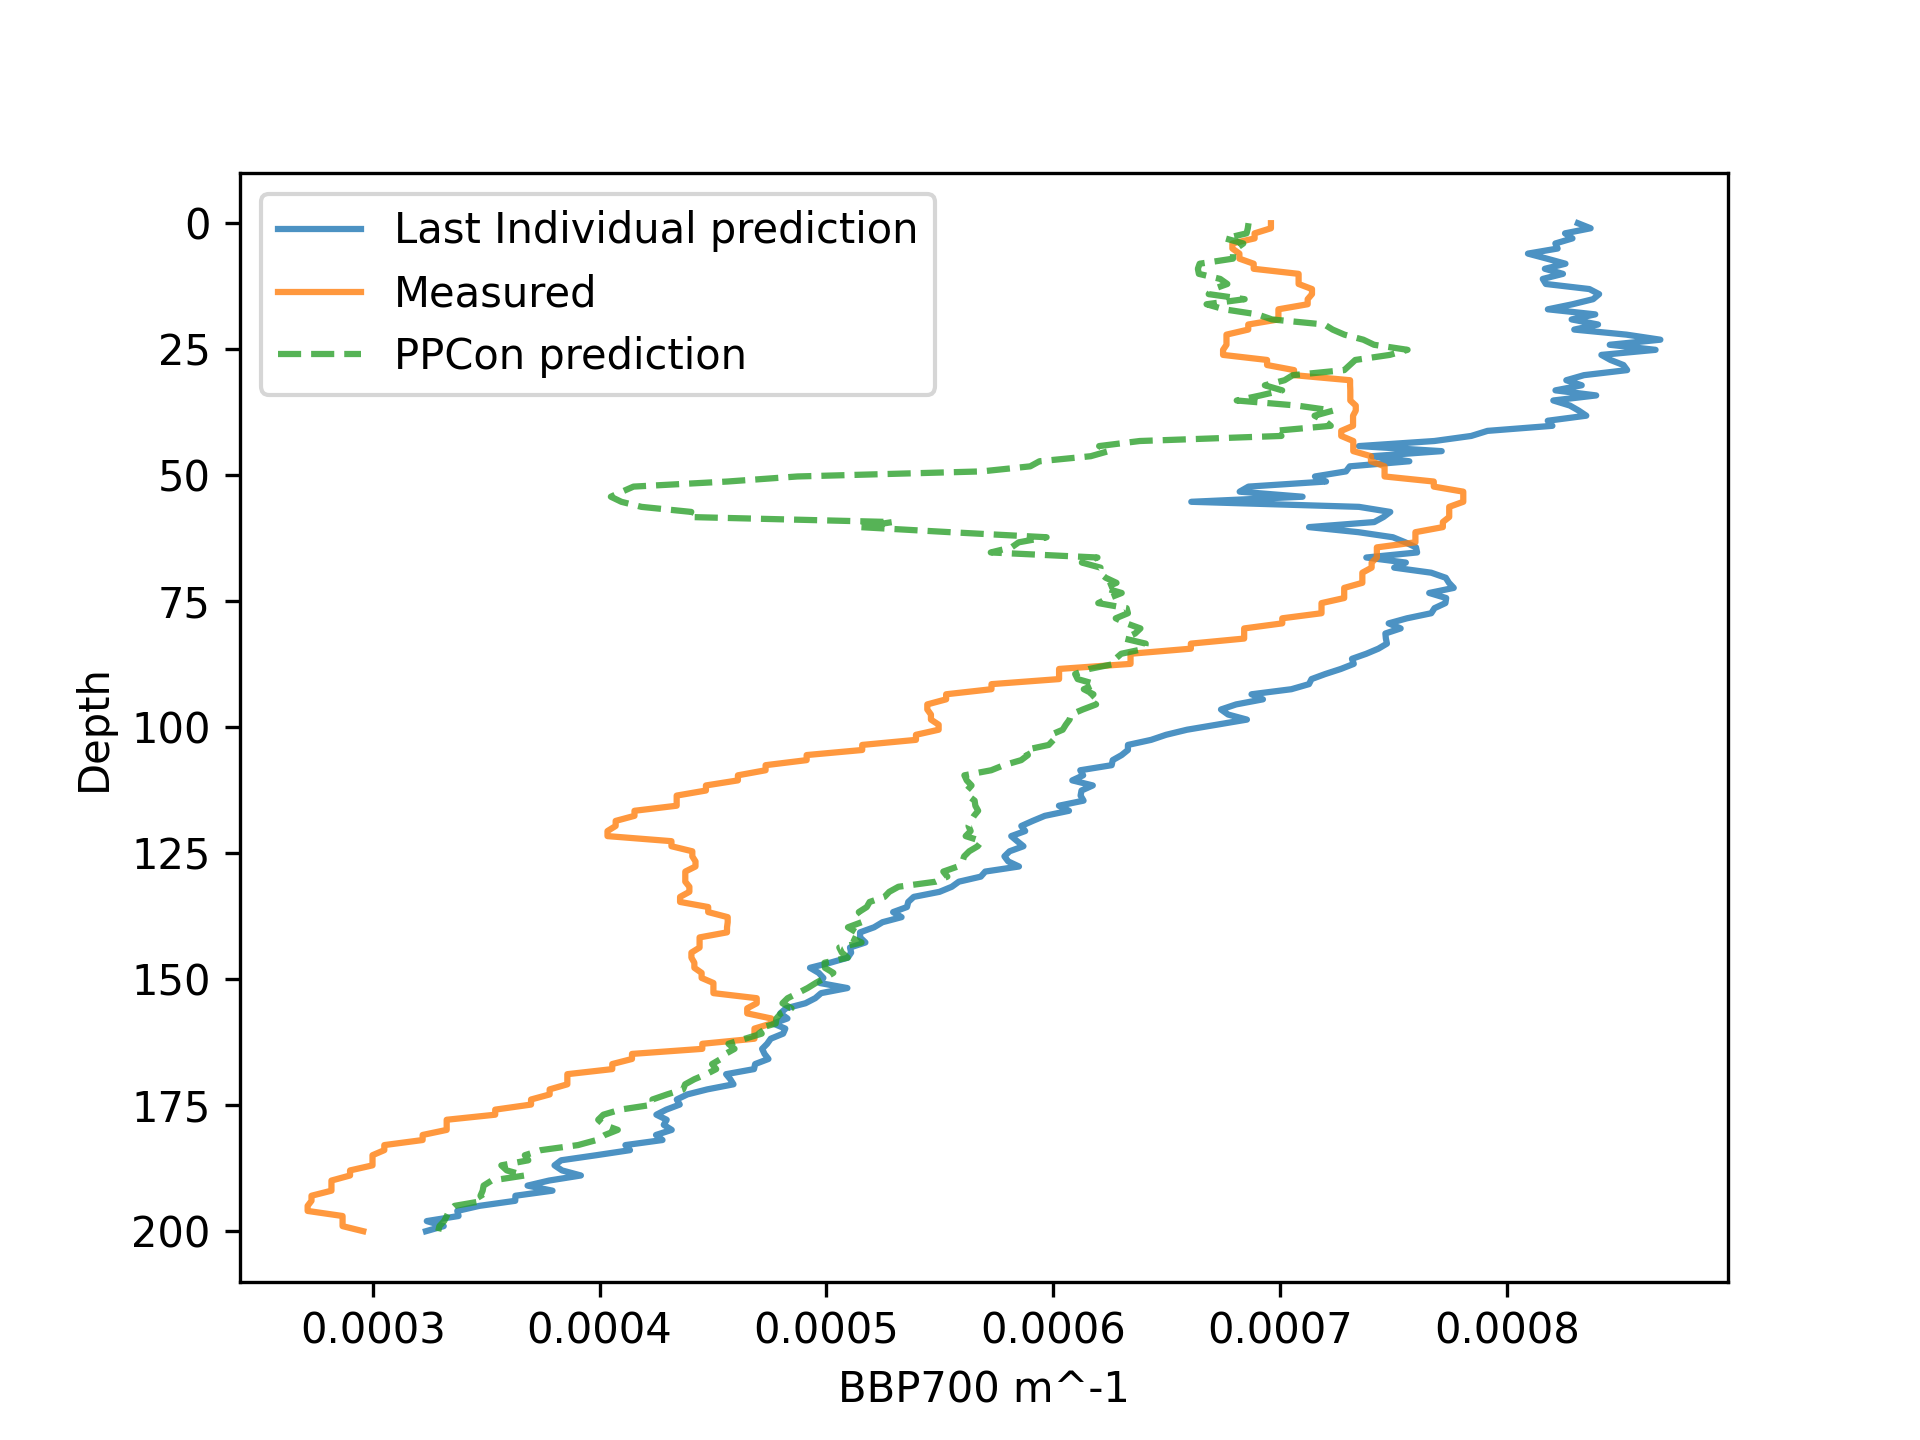 Last Individual prediction
Measured
PPCon prediction
0
25
50
75
100
125
150
175
200
Depth
0.0003 0.0004 0.0005 0.0006 0.0007 0.0008
BBP700 m^-1